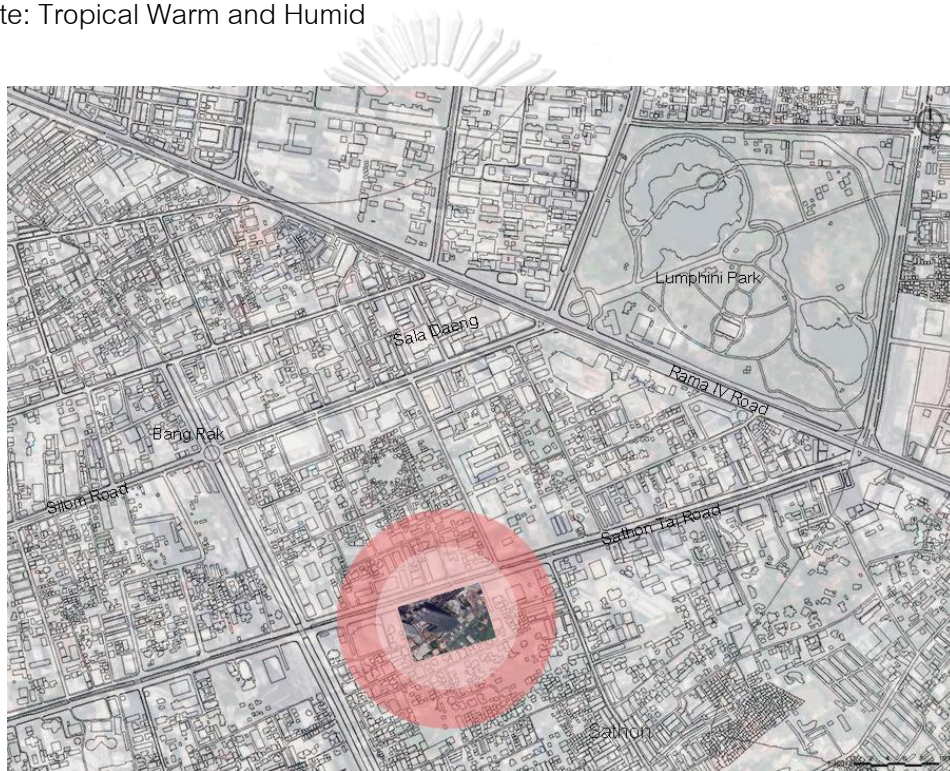 te: Tropical Warm and Humid
Lumphini Park
Sala Daeng
Rama IV Road
Bang Rak
Silom Road
Sathon Tai Road
Sathon